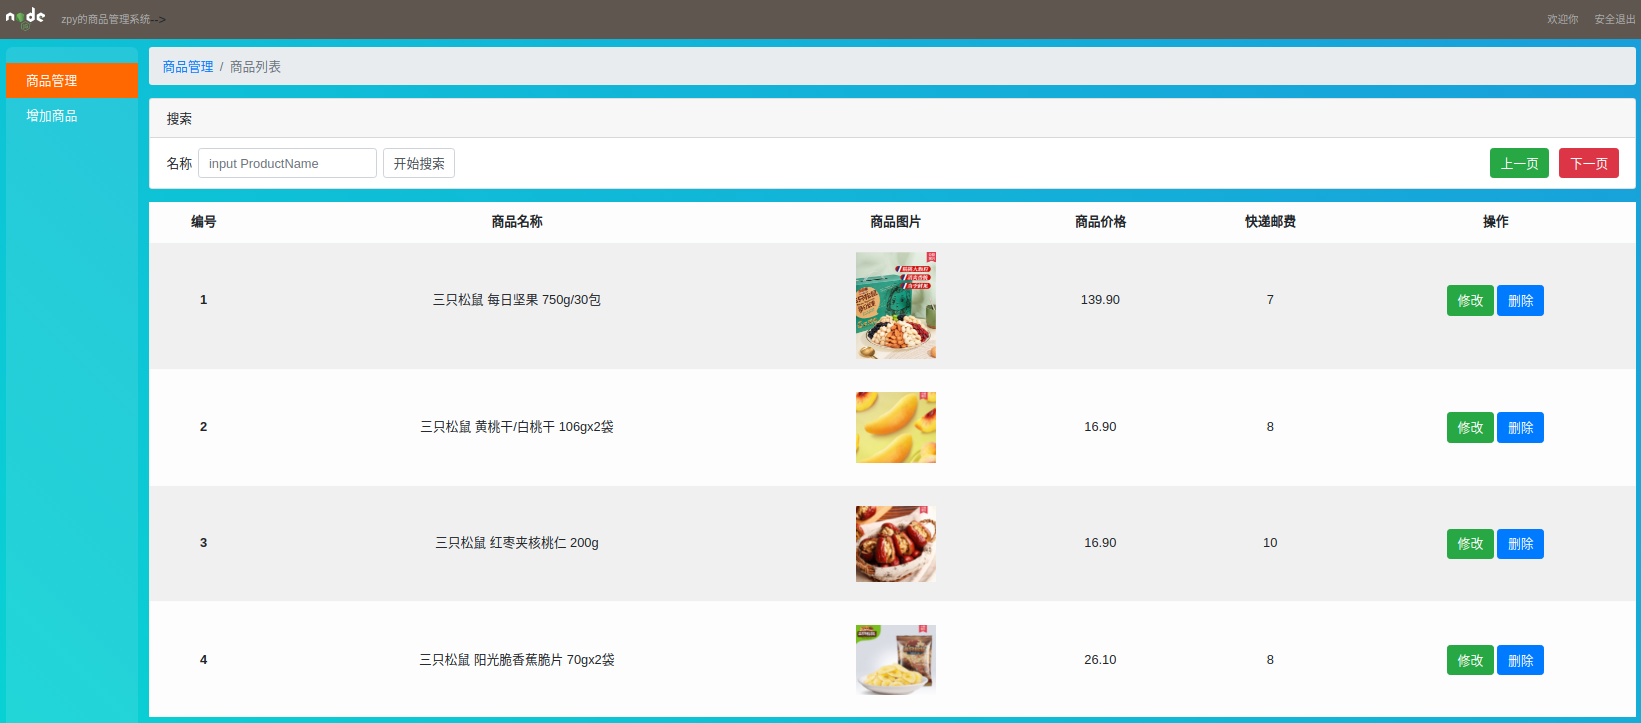 node zpy的商品管理系统--> 欢迎你 安全退出
商品管理
增加商品
商品管理 / 商品列表
搜索
名称 input ProductName 开始搜索 上一页 下一页
编号 商品名称 商品图片 商品价格 快递邮费 操作
1 三只松鼠 每日坚果 750g/30包 139.90 7 修改 删除
2 三只松鼠 黄桃干/白桃干 106gx2袋 16.90 8 修改 删除
3 三只松鼠 红枣夹核桃仁 200g 16.90 10 修改 删除
4 三只松鼠 阳光脆香蕉脆片 70gx2袋 26.10 8 修改 删除